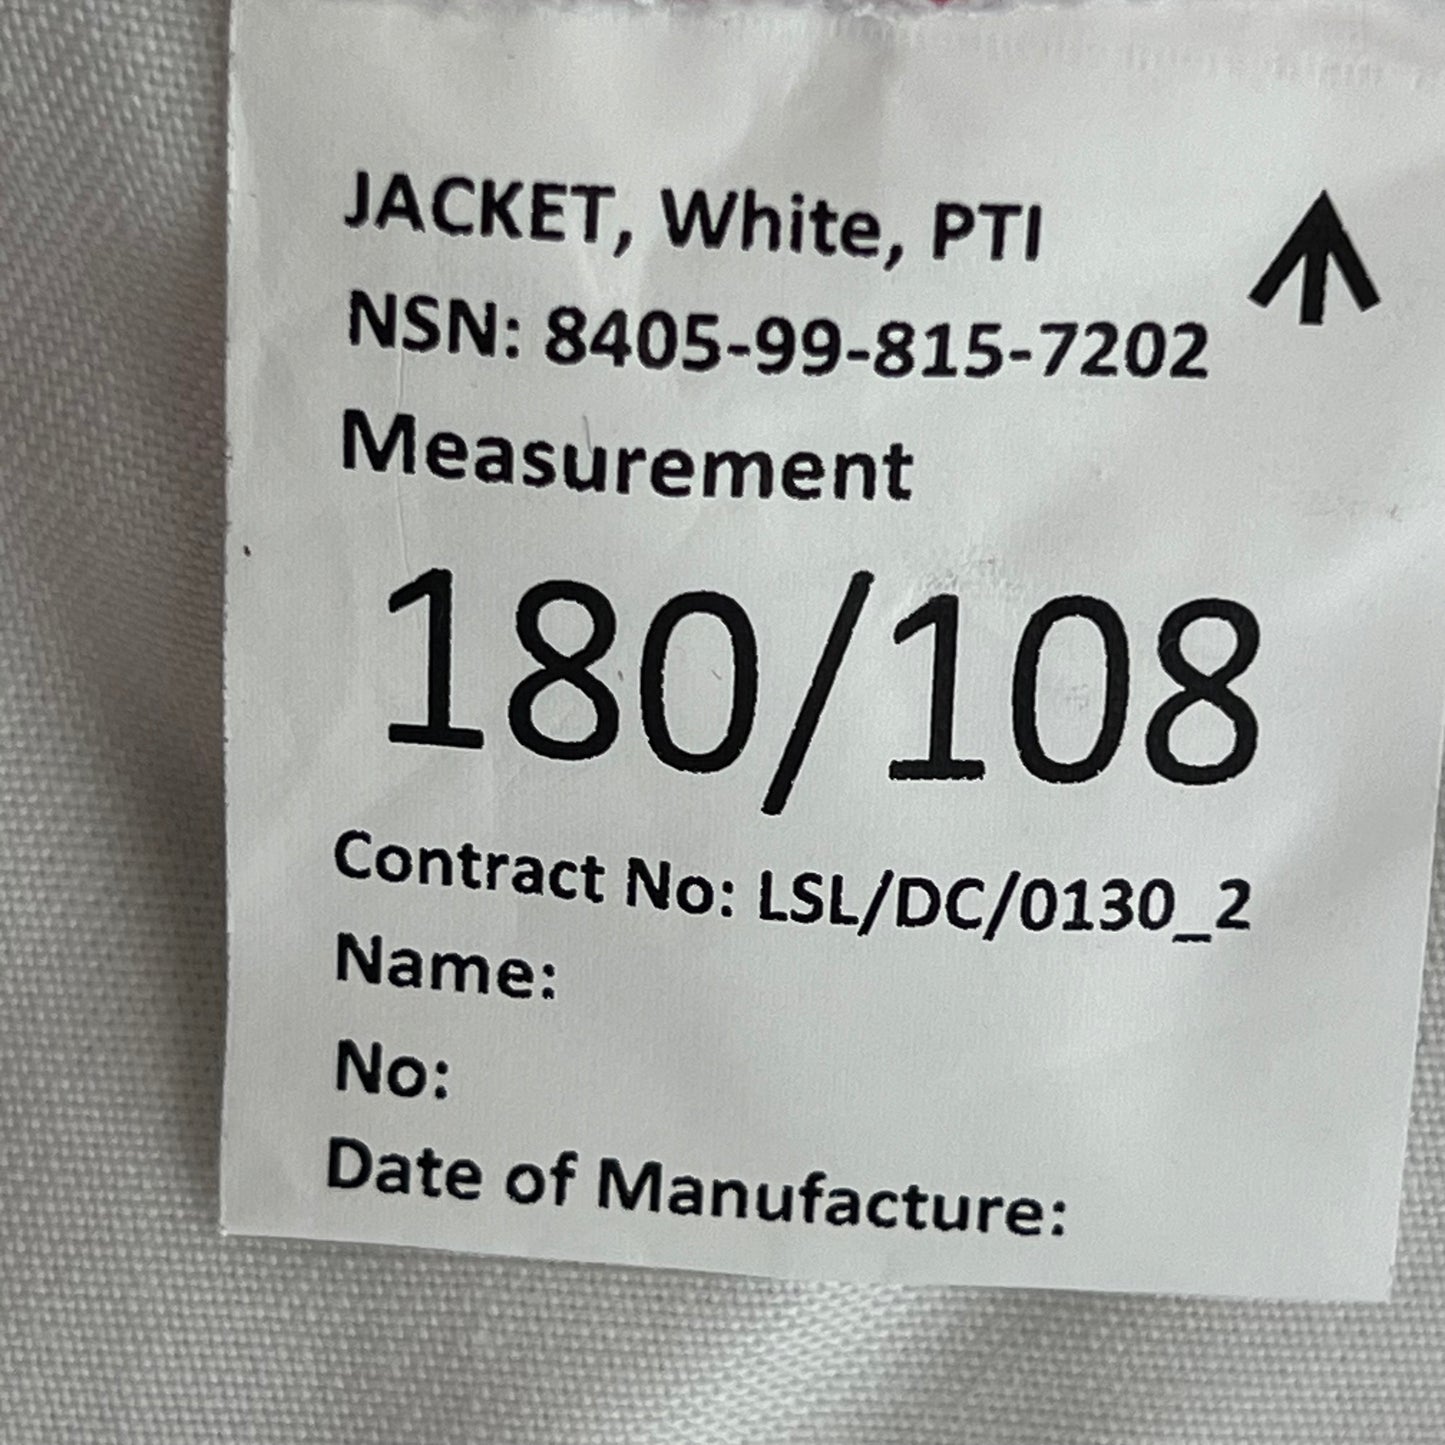 JACKET, White, PTI
NSN: 8405-99-815-7202
Measurement
180/108
Contract No: LSL/DC/0130_2
Name:
No:
Date of Manufacture: